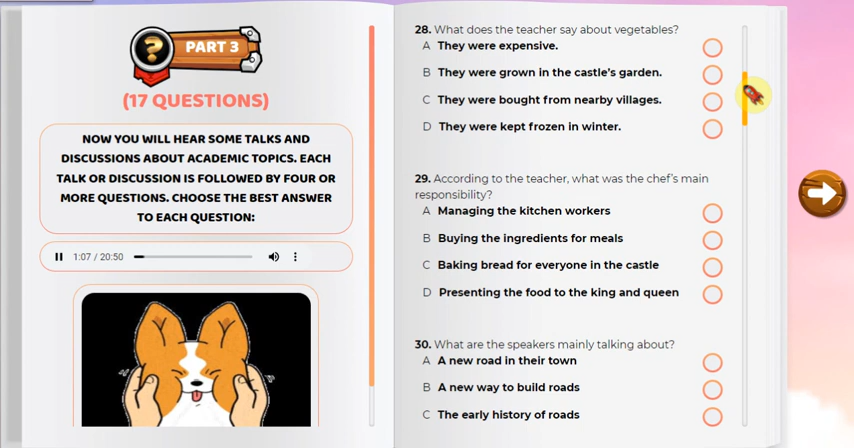 PART 3
(17 QUESTIONS)
NOW YOU WILL HEAR SOME TALKS AND
DISCUSSIONS ABOUT ACADEMIC TOPICS. EACH
TALK OR DISCUSSION IS FOLLOWED BY FOUR OR
MORE QUESTIONS. CHOOSE THE BEST ANSWER
TO EACH QUESTION:
1:07 / 20:50
28. What does the teacher say about vegetables?
A They were expensive.
B They were grown in the castle's garden.
C They were bought from nearby villages.
D They were kept frozen in winter.
29. According to the teacher, what was the chef's main
responsibility?
A Managing the kitchen workers
B Buying the ingredients for meals
C Baking bread for everyone in the castle
D Presenting the food to the king and queen
30. What are the speakers mainly talking about?
A A new road in their town
B A new way to build roads
C The early history of roads